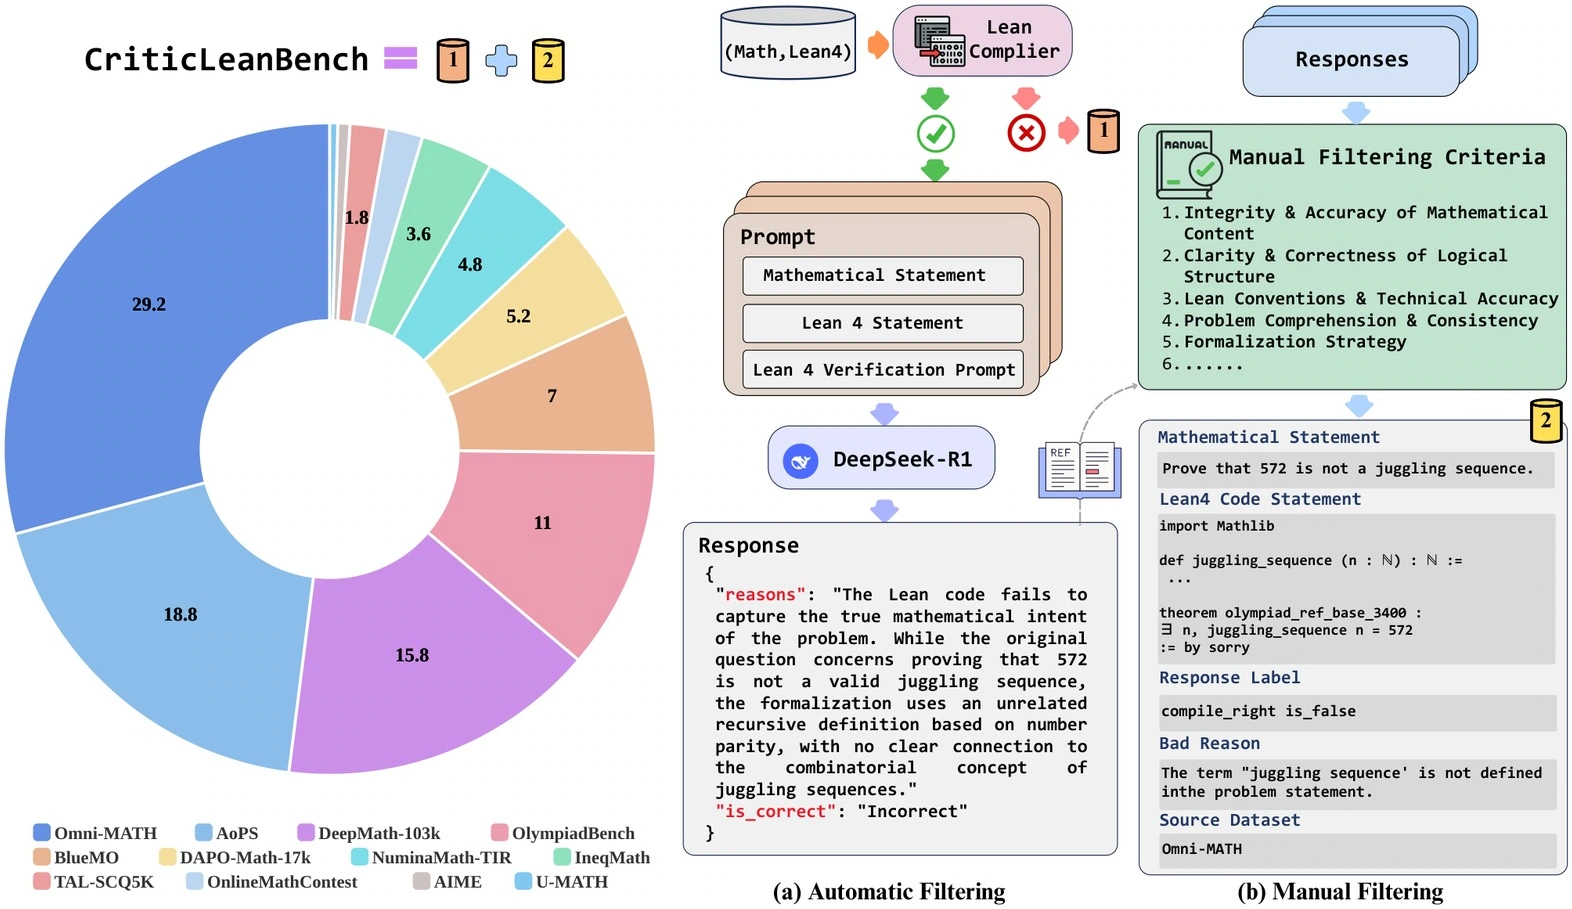 CriticLeanBench = 1 + 2
1.8
3.6
4.8
5.2
7
11
15.8
18.8
29.2
Omni-MATH AoPS DeepMath-103k OlympiadBench
BlueMO DAPO-Math-17k NuminaMath-TIR IneqMath
TAL-SCQ5K OnlineMathContest AIME U-MATH
(Math,Lean4)
Lean
Complier
1
Prompt
Mathematical Statement
Lean 4 Statement
Lean 4 Verification Prompt
DeepSeek-R1
REF
Response
{
"reasons": "The Lean code fails to
capture the true mathematical intent
of the problem. While the original
question concerns proving that 572
is not a valid juggling sequence,
the formalization uses an unrelated
recursive definition based on number
parity, with no clear connection to
the combinatorial concept of
juggling sequences."
"is_correct": "Incorrect"
}
(a) Automatic Filtering
Responses
MANUAL
Manual Filtering Criteria
1. Integrity & Accuracy of Mathematical
Content
2. Clarity & Correctness of Logical
Structure
3. Lean Conventions & Technical Accuracy
4. Problem Comprehension & Consistency
5. Formalization Strategy
6. .......
2
Mathematical Statement
Prove that 572 is not a juggling sequence.
Lean4 Code Statement
import Mathlib
def juggling_sequence (n : ℕ) : ℕ :=
...
theorem olympiad_ref_base_3400 :
∃ n, juggling_sequence n = 572
:= by sorry
Response Label
compile_right is_false
Bad Reason
The term "juggling sequence' is not defined
inthe problem statement.
Source Dataset
Omni-MATH
(b) Manual Filtering